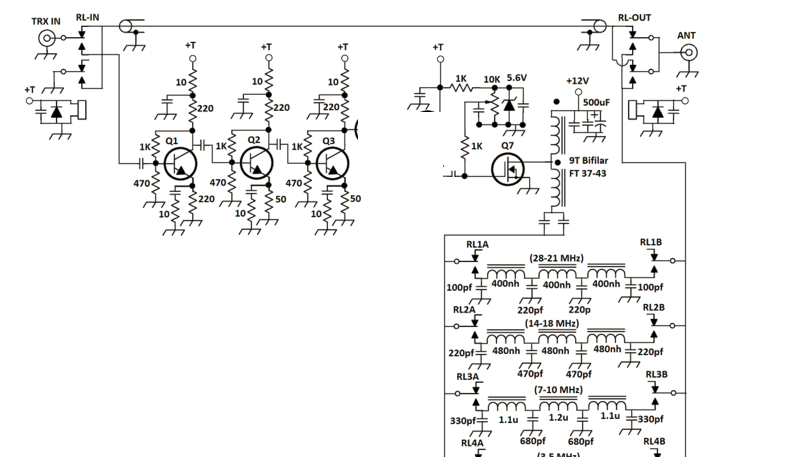 TRX IN
RL-IN
RL-OUT
ANT
+T
+T
+T
+T
+T
+T
10
10
10
1K
10K
5.6V
+12V
500uF
+
220
220
220
1K
1K
1K
1K
Q1
Q2
Q3
Q7
9T Bifilar
FT 37-43
470
470
470
220
50
50
10
10
10
RL1A
RL1B
(28-21 MHz)
400nh
400nh
400nh
100pf
100pf
220pf
220p
RL2A
RL2B
(14-18 MHz)
480nh
480nh
480nh
220pf
220pf
470pf
470pf
RL3A
RL3B
(7-10 MHz)
1.1u
1.2u
1.1u
330pf
330pf
680pf
680pf
RL4A
RL4B
(3.5 MHz)